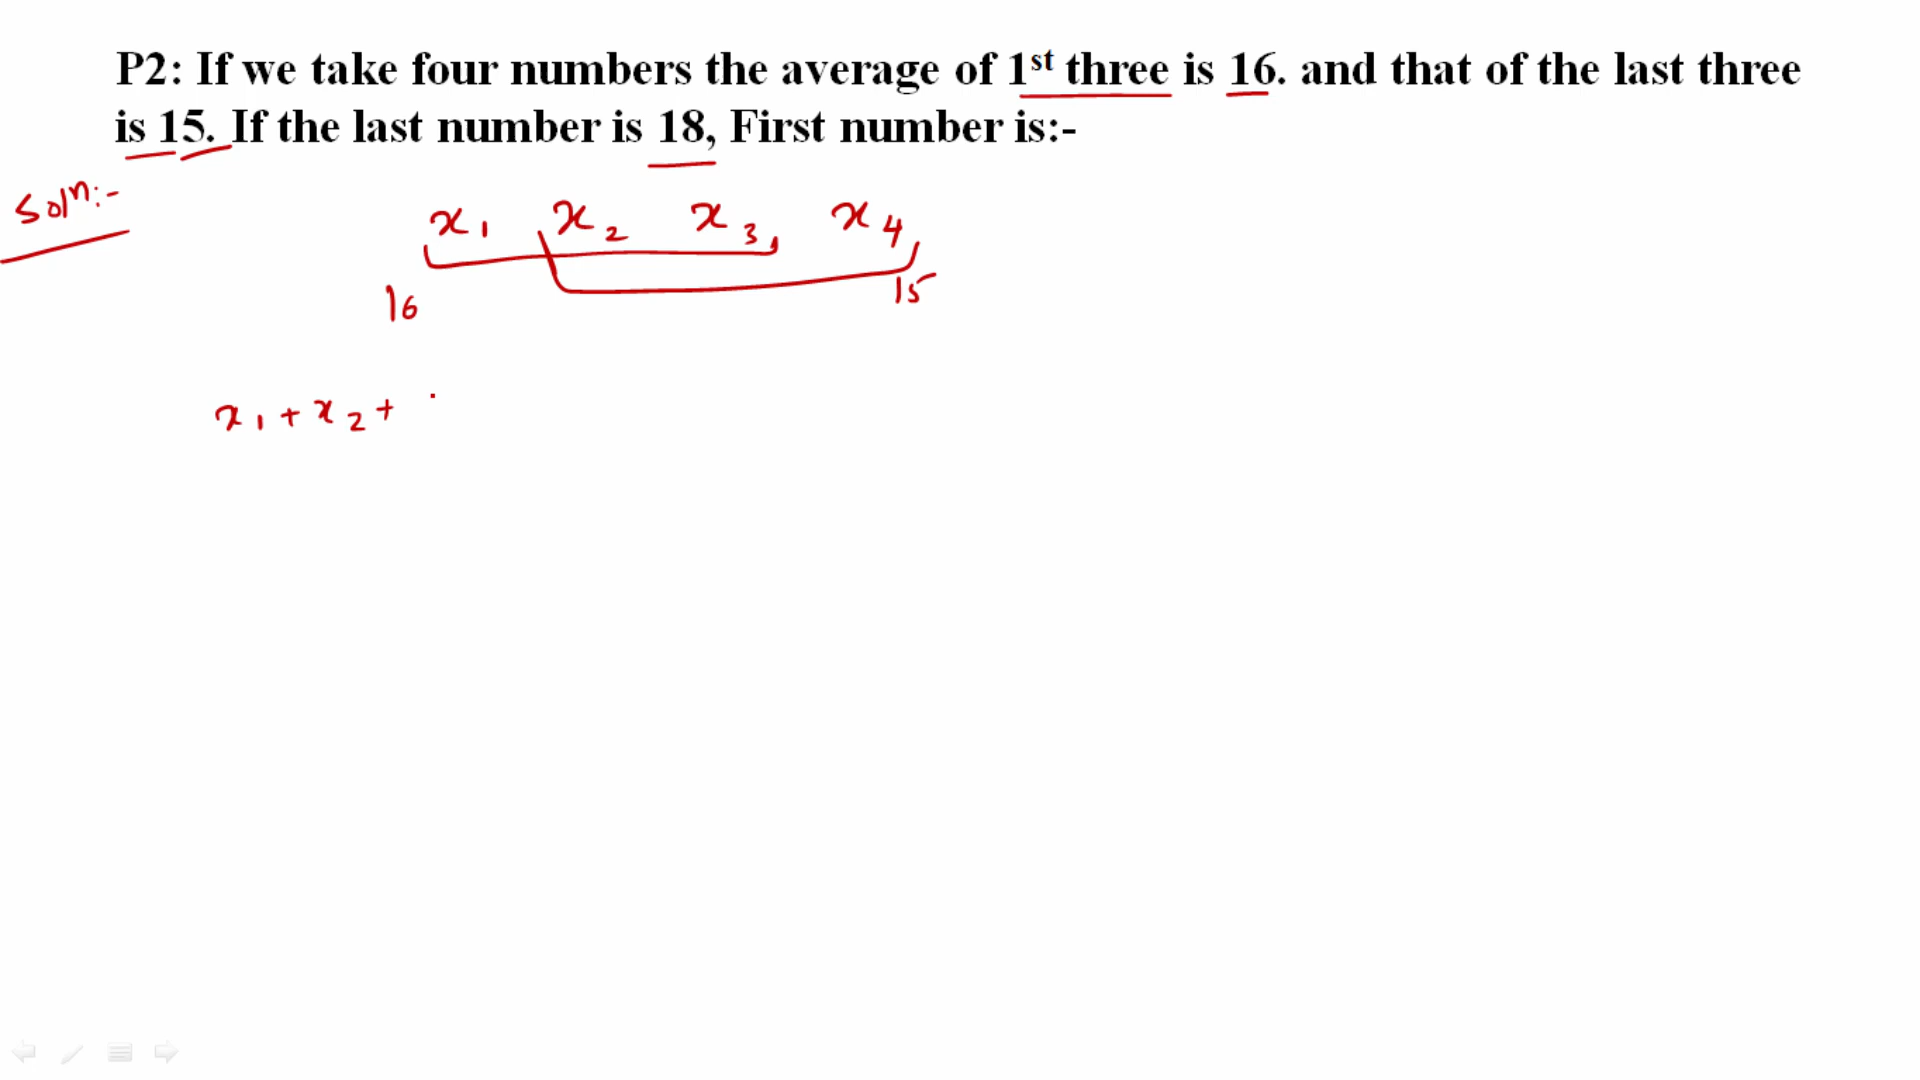 P2: If we take four numbers the average of 1st three is 16. and that of the last three
is 15. If the last number is 18, First number is:-
Soln:-
x1 x2 x3, x4,
16 15
x1 + x2 +